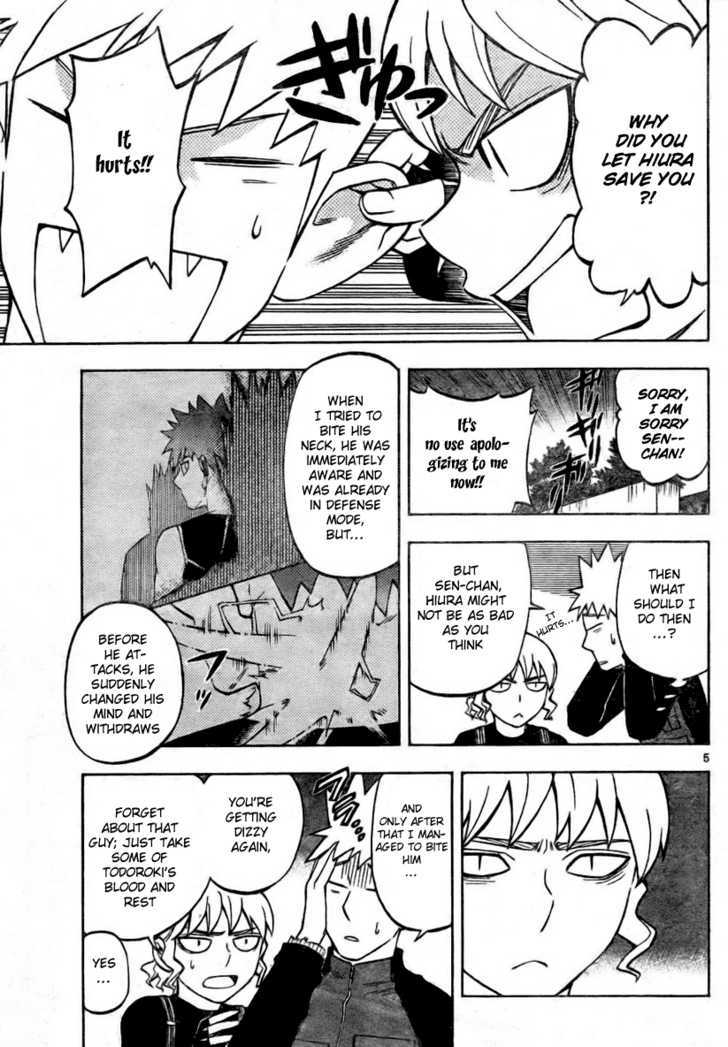 WHY
DID YOU
LET HIURA
SAVE YOU
?!
ぎゅっ
It
hurts!!
SORRY,
I AM
SORRY
SEN--
CHAN!
It's
no use apolo-
gizing to me
now!!
WHEN
I TRIED TO
BITE HIS
NECK, HE WAS
IMMEDIATELY
AWARE AND
WAS ALREADY
IN DEFENSE
MODE,
BUT...
BEFORE
HE AT-
TACKS, HE
SUDDENLY
CHANGED HIS
MIND AND
WITHDRAWS
THEN
WHAT
SHOULD I
DO THEN
...?
IT
HURTS...
BUT
SEN-CHAN,
HIURA MIGHT
NOT BE AS BAD
AS YOU
THINK
5
AND
ONLY AFTER
THAT I MAN-
AGED TO BITE
HIM ...
YOU'RE
GETTING
DIZZY
AGAIN,
FORGET
ABOUT THAT
GUY; JUST TAKE
SOME OF
TODOROKI'S
BLOOD AND
REST
YES ...
...